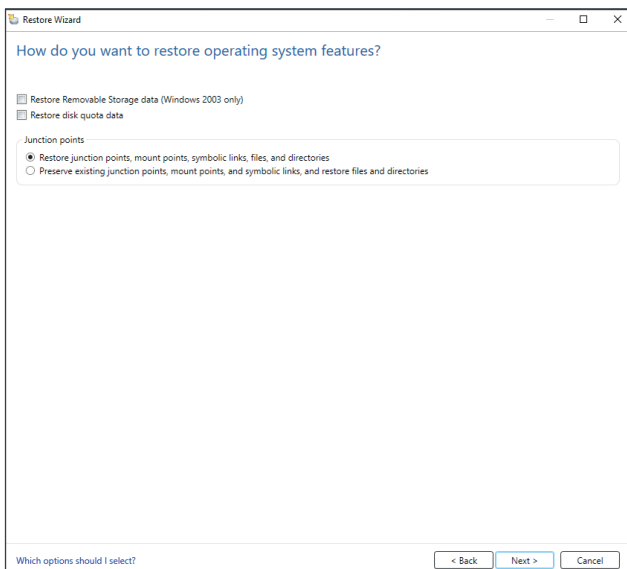 Restore Wizard
How do you want to restore operating system features?
Restore Removable Storage data (Windows 2003 only)
Restore disk quota data
Junction points
Restore junction points, mount points, symbolic links, files, and directories
Preserve existing junction points, mount points, and symbolic links, and restore files and directories
Which options should I select?
< Back
Next >
Cancel